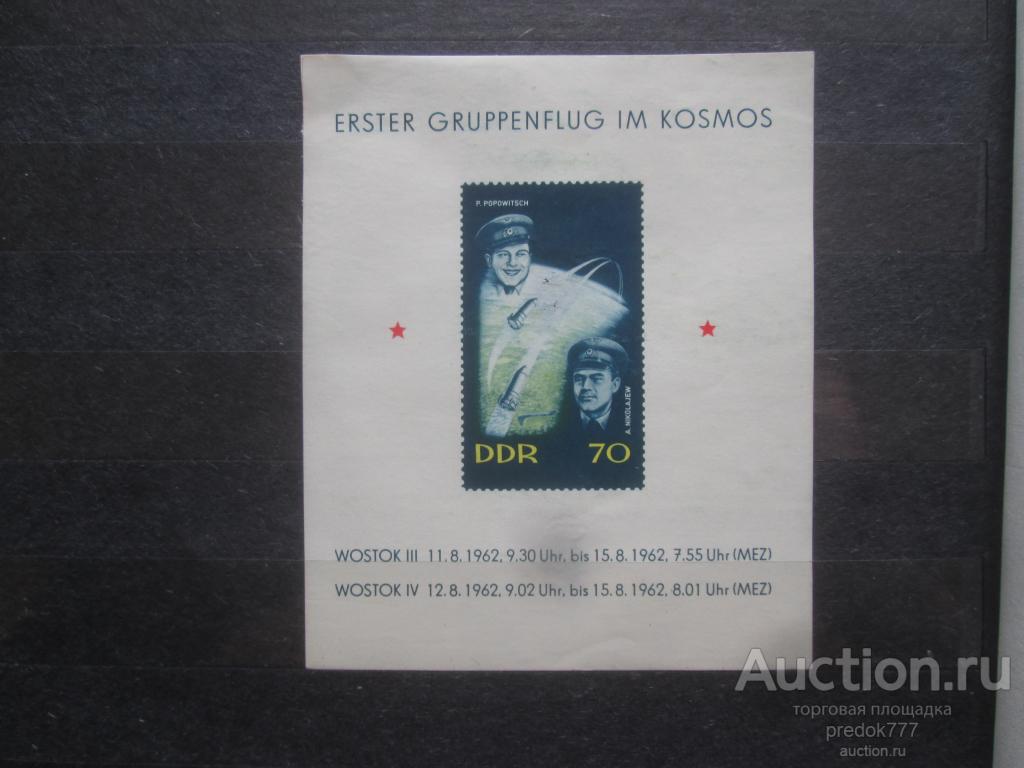 ERSTER GRUPPENFLUG IM KOSMOS
P. POPOWITSCH
A. NIKOLAJEW
DDR 70
WOSTOK III 11.8.1962, 9.30 Uhr, bis 15.8.1962, 7.55 Uhr (MEZ)
WOSTOK IV 12.8.1962, 9.02 Uhr, bis 15.8.1962, 8.01 Uhr (MEZ)
Auction.ru
торговая площадка
predok777
auction.ru